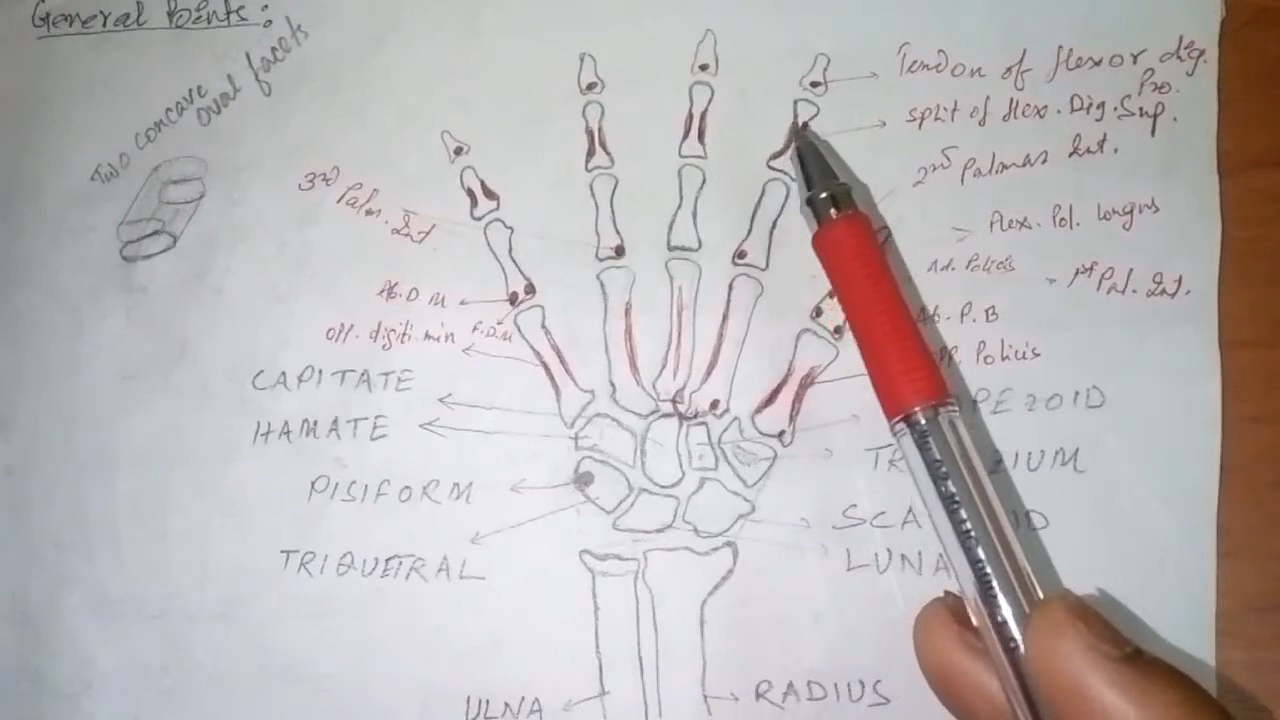 General Points:
Two concave
oval facets
Tendon of flexor dig.
Pro.
split of flex. Dig. Sup.
2nd Palmar Int.
3rd Palm. Int.
flex. Pol. longus
Ad. Policis
1st Pal. Int.
Ab. D. M
F. D. M
Ab. P. B
Opp. digiti. min
Policis
CAPITATE
HAMATE
PISIFORM
TRIQUETRAL
ULNA
RADIUS